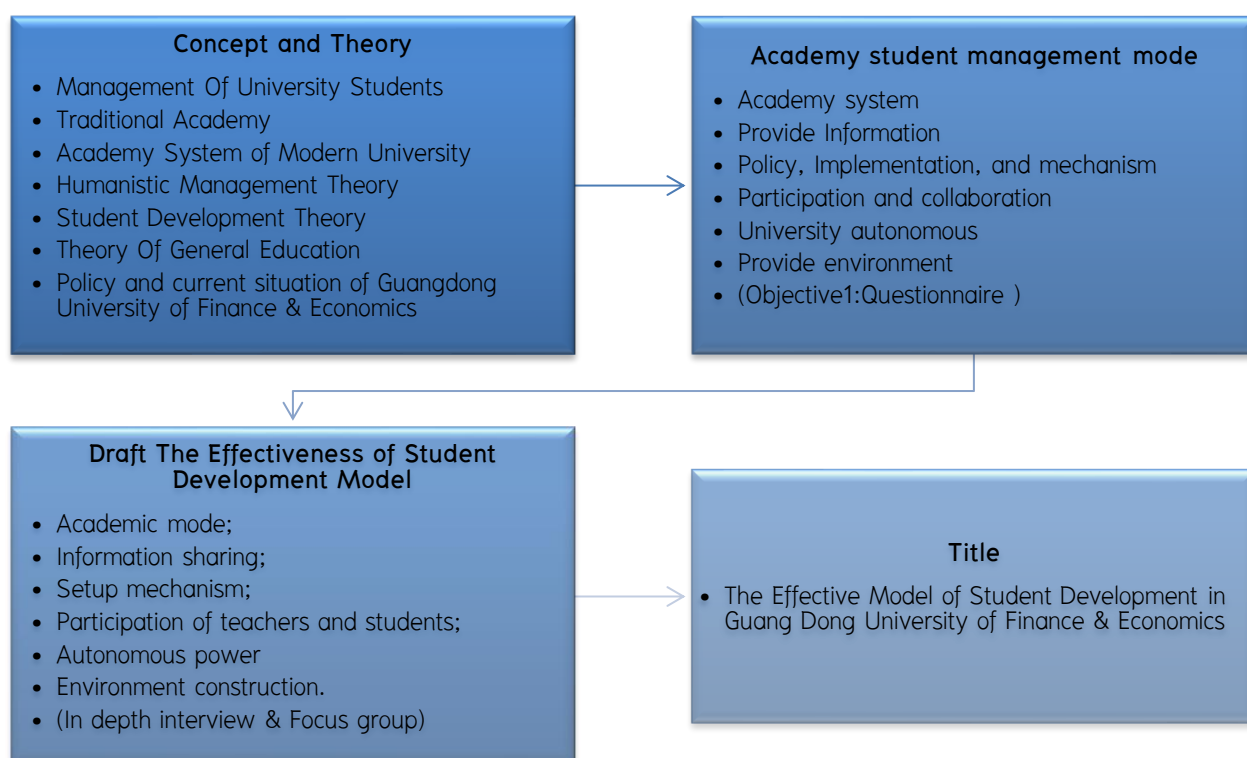 Concept and Theory
• Management Of University Students
• Traditional Academy
• Academy System of Modern University
• Humanistic Management Theory
• Student Development Theory
• Theory Of General Education
• Policy and current situation of Guangdong
University of Finance & Economics
Academy student management mode
• Academy system
• Provide Information
• Policy, Implementation, and mechanism
• Participation and collaboration
• University autonomous
• Provide environment
• (Objective1:Questionnaire )
Draft The Effectiveness of Student
Development Model
• Academic mode;
• Information sharing;
• Setup mechanism;
• Participation of teachers and students;
• Autonomous power
• Environment construction.
• (In depth interview & Focus group)
Title
• The Effective Model of Student Development in
Guang Dong University of Finance & Economics